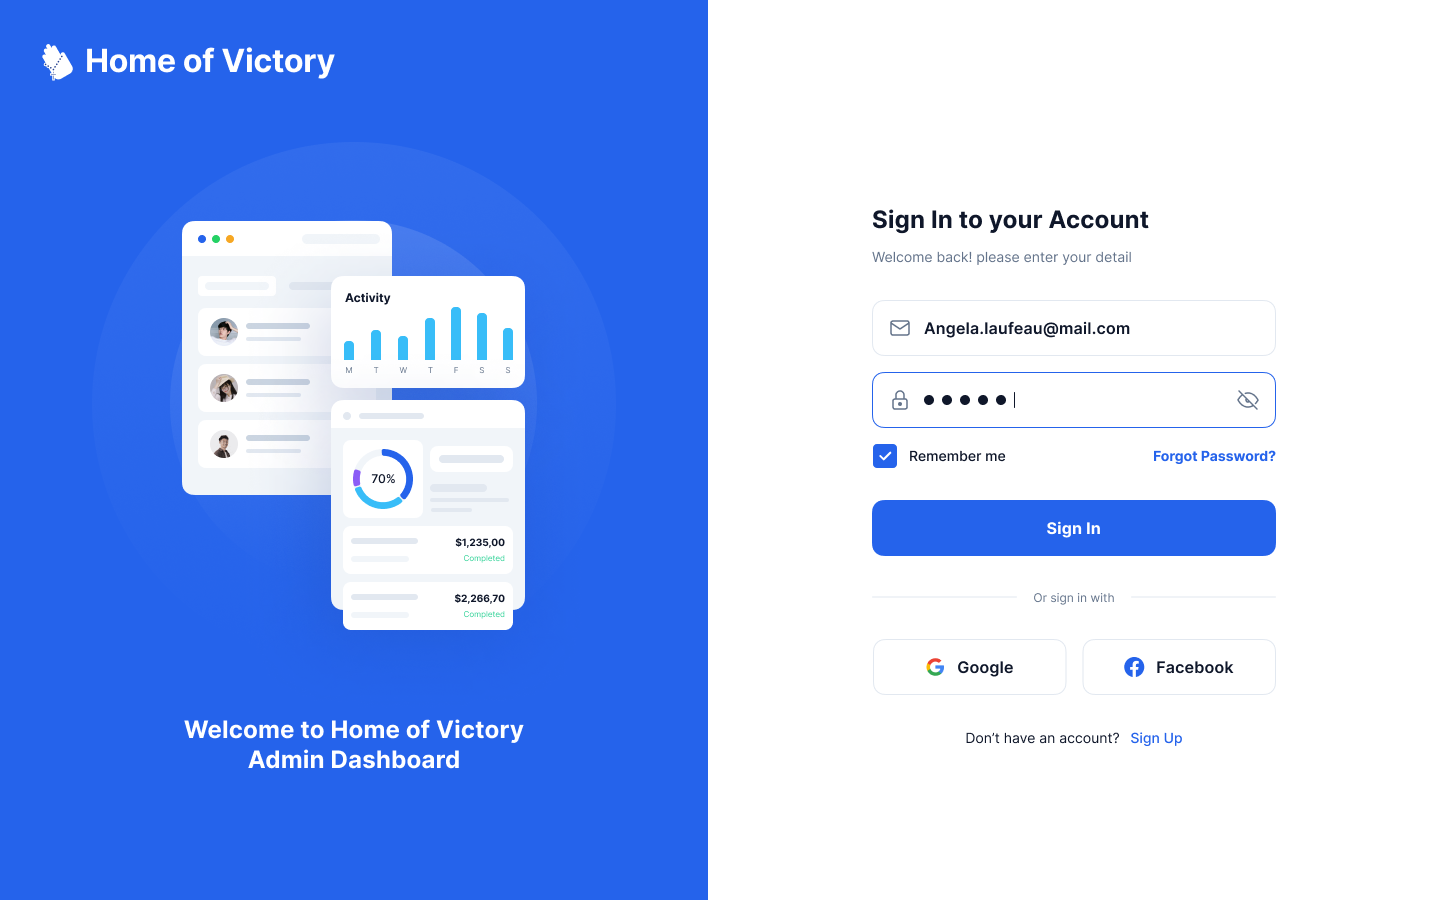 Home of Victory
Activity
M T W T F S S
70%
$1,235,00
Completed
$2,266,70
Completed
Welcome to Home of Victory
Admin Dashboard
Sign In to your Account
Welcome back! please enter your detail
Angela.laufeau@mail.com
Remember me
Forgot Password?
Sign In
Or sign in with
Google
Facebook
Don’t have an account? Sign Up